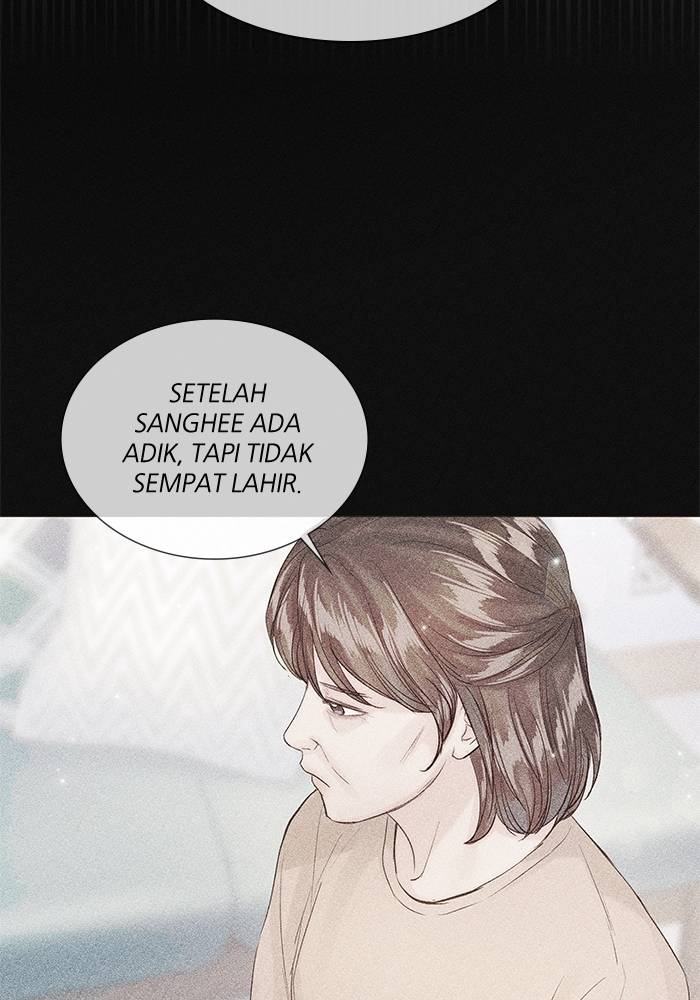 SETELAH
SANGHEE ADA
ADIK, TAPI TIDAK
SEMPAT LAHIR.